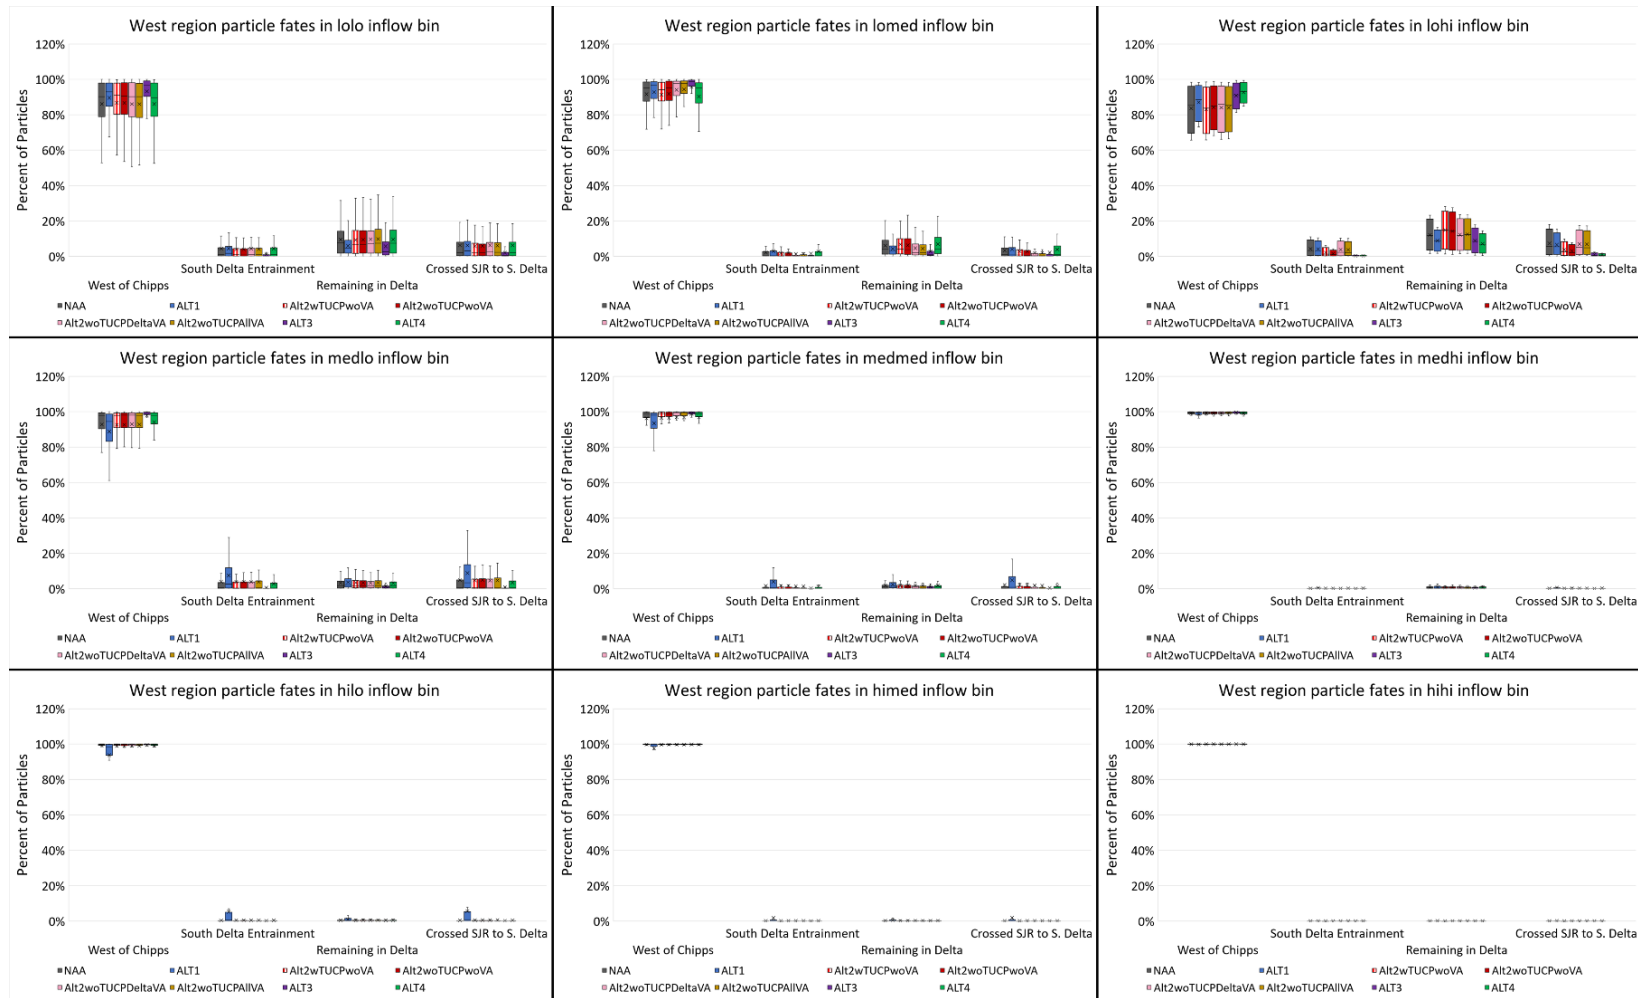 West region particle fates in lolo inflow bin
120%
100%
80%
60%
40%
20%
0%
Percent of Particles
South Delta Entrainment Crossed SJR to S. Delta
West of Chipps Remaining in Delta
NAA ALT1 Alt2wTUCPwoVA Alt2woTUCPwoVA
Alt2woTUCPDeltaVA Alt2woTUCPAllVA ALT3 ALT4
West region particle fates in lomed inflow bin
120%
100%
80%
60%
40%
20%
0%
Percent of Particles
South Delta Entrainment Crossed SJR to S. Delta
West of Chipps Remaining in Delta
NAA ALT1 Alt2wTUCPwoVA Alt2woTUCPwoVA
Alt2woTUCPDeltaVA Alt2woTUCPAllVA ALT3 ALT4
West region particle fates in lohi inflow bin
120%
100%
80%
60%
40%
20%
0%
Percent of Particles
South Delta Entrainment Crossed SJR to S. Delta
West of Chipps Remaining in Delta
NAA ALT1 Alt2wTUCPwoVA Alt2woTUCPwoVA
Alt2woTUCPDeltaVA Alt2woTUCPAllVA ALT3 ALT4
West region particle fates in medlo inflow bin
120%
100%
80%
60%
40%
20%
0%
Percent of Particles
South Delta Entrainment Crossed SJR to S. Delta
West of Chipps Remaining in Delta
NAA ALT1 Alt2wTUCPwoVA Alt2woTUCPwoVA
Alt2woTUCPDeltaVA Alt2woTUCPAllVA ALT3 ALT4
West region particle fates in medmed inflow bin
120%
100%
80%
60%
40%
20%
0%
Percent of Particles
South Delta Entrainment Crossed SJR to S. Delta
West of Chipps Remaining in Delta
NAA ALT1 Alt2wTUCPwoVA Alt2woTUCPwoVA
Alt2woTUCPDeltaVA Alt2woTUCPAllVA ALT3 ALT4
West region particle fates in medhi inflow bin
120%
100%
80%
60%
40%
20%
0%
Percent of Particles
South Delta Entrainment Crossed SJR to S. Delta
West of Chipps Remaining in Delta
NAA ALT1 Alt2wTUCPwoVA Alt2woTUCPwoVA
Alt2woTUCPDeltaVA Alt2woTUCPAllVA ALT3 ALT4
West region particle fates in hilo inflow bin
120%
100%
80%
60%
40%
20%
0%
Percent of Particles
South Delta Entrainment Crossed SJR to S. Delta
West of Chipps Remaining in Delta
NAA ALT1 Alt2wTUCPwoVA Alt2woTUCPwoVA
Alt2woTUCPDeltaVA Alt2woTUCPAllVA ALT3 ALT4
West region particle fates in himed inflow bin
120%
100%
80%
60%
40%
20%
0%
Percent of Particles
South Delta Entrainment Crossed SJR to S. Delta
West of Chipps Remaining in Delta
NAA ALT1 Alt2wTUCPwoVA Alt2woTUCPwoVA
Alt2woTUCPDeltaVA Alt2woTUCPAllVA ALT3 ALT4
West region particle fates in hihi inflow bin
120%
100%
80%
60%
40%
20%
0%
Percent of Particles
South Delta Entrainment Crossed SJR to S. Delta
West of Chipps Remaining in Delta
NAA ALT1 Alt2wTUCPwoVA Alt2woTUCPwoVA
Alt2woTUCPDeltaVA Alt2woTUCPAllVA ALT3 ALT4